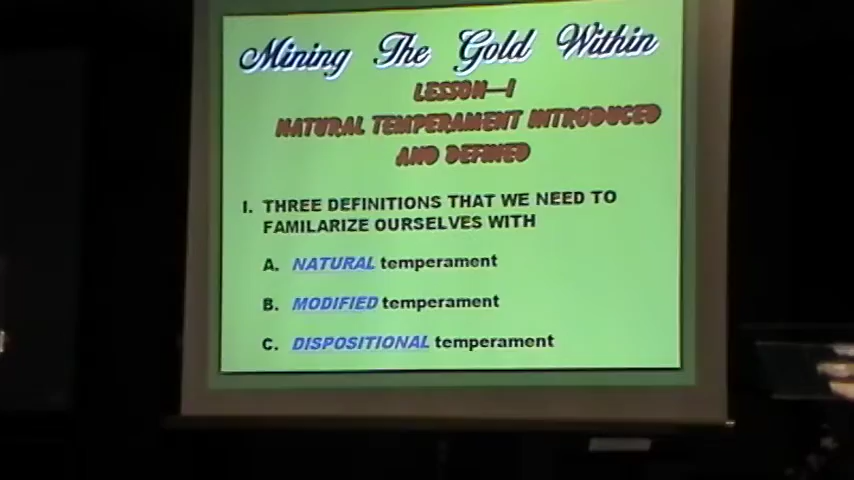 Mining The Gold Within
LESSON—1
NATURAL TEMPERAMENT INTRODUCED
AND DEFINED
I. THREE DEFINITIONS THAT WE NEED TO
FAMILARIZE OURSELVES WITH
A. NATURAL temperament
B. MODIFIED temperament
C. DISPOSITIONAL temperament